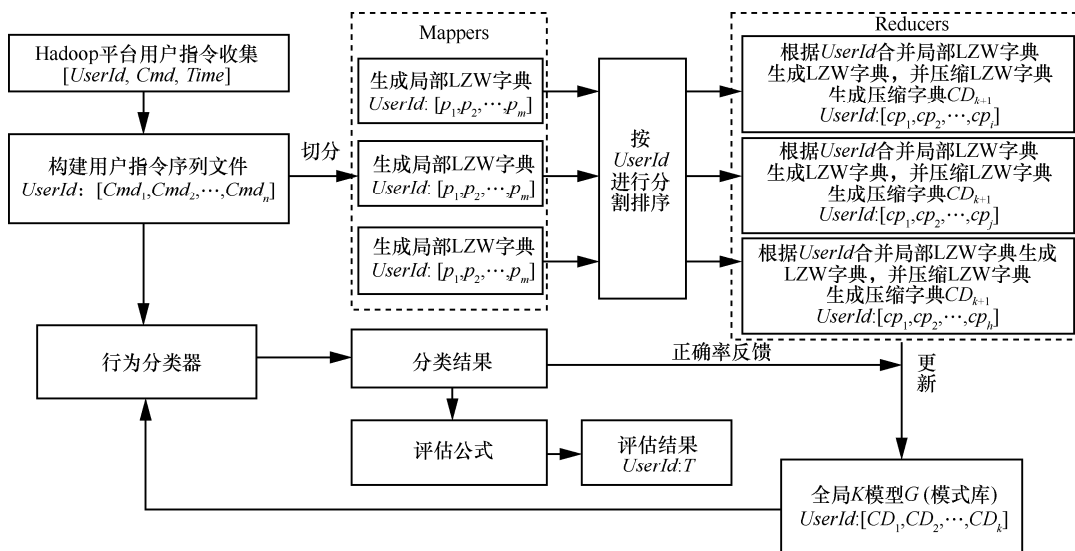 Hadoop平台用户指令收集
[UserId, Cmd, Time]
构建用户指令序列文件
UserId：[Cmd₁,Cmd₂,⋯,Cmdₙ]
切分
Mappers
生成局部LZW字典
UserId: [p₁,p₂,⋯,pₘ]
生成局部LZW字典
UserId: [p₁,p₂,⋯,pₘ]
生成局部LZW字典
UserId: [p₁,p₂,⋯,pₘ]
按
UserId
进行分
割排序
Reducers
根据UserId合并局部LZW字典
生成LZW字典，并压缩LZW字典
生成压缩字典CDₖ₊₁
UserId:[cp₁,cp₂,⋯,cpᵢ]
根据UserId合并局部LZW字典
生成LZW字典，并压缩LZW字典
生成压缩字典CDₖ₊₁
UserId:[cp₁,cp₂,⋯,cpⱼ]
根据UserId合并局部LZW字典生成
LZW字典，并压缩LZW字典
生成压缩字典CDₖ₊₁
UserId:[cp₁,cp₂,⋯,cpₕ]
行为分类器
分类结果
正确率反馈
更
新
评估公式
评估结果
UserId:T
全局K模型G (模式库)
UserId:[CD₁,CD₂,⋯,CDₖ]